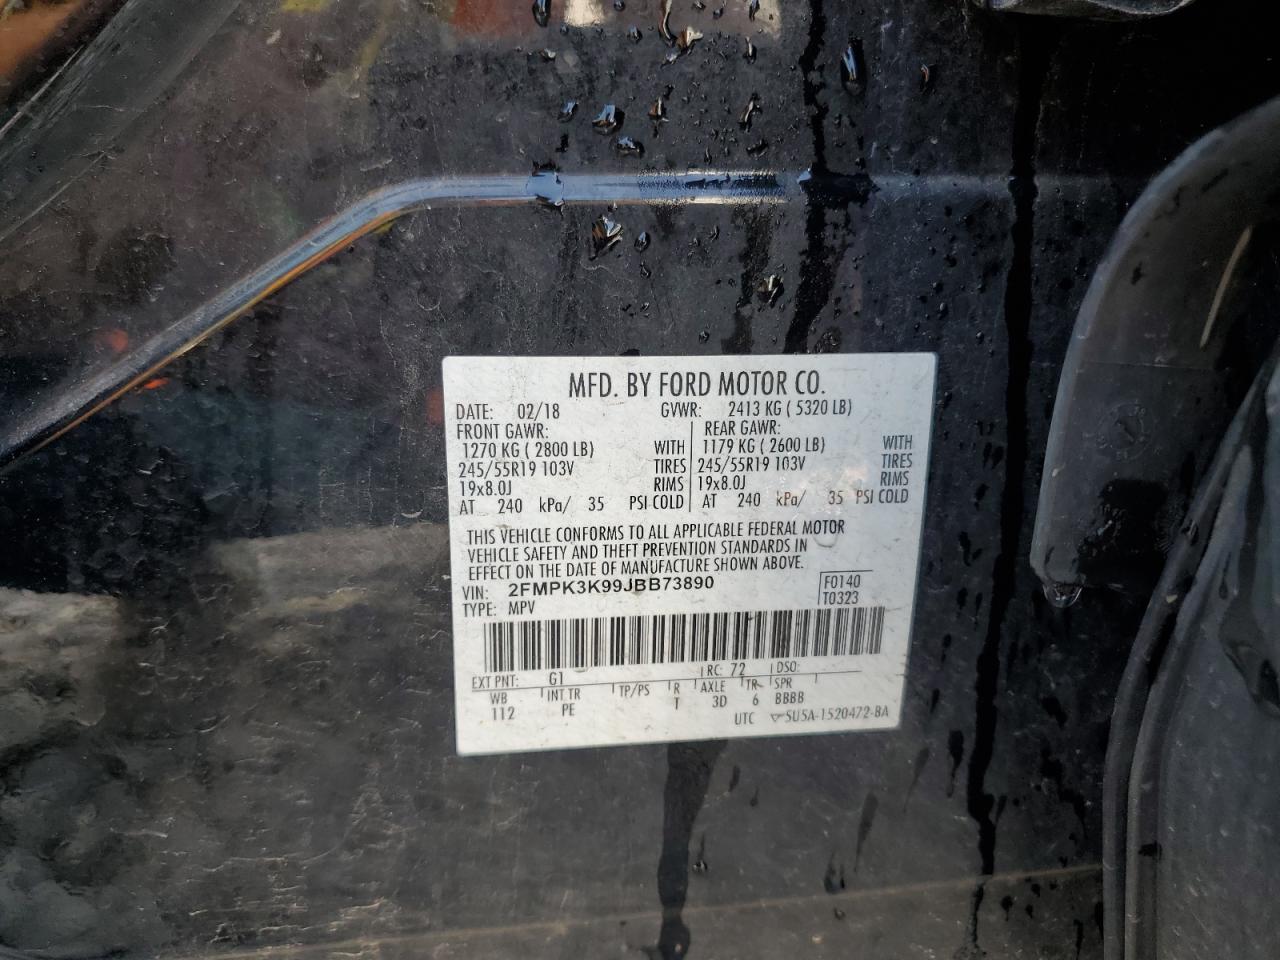 MFD. BY FORD MOTOR CO.
DATE: 02/18 GVWR: 2413 KG ( 5320 LB)
FRONT GAWR: REAR GAWR:
1270 KG ( 2800 LB) WITH 1179 KG ( 2600 LB) WITH
245/55R19 103V TIRES 245/55R19 103V TIRES
19x8.0J RIMS 19x8.0J RIMS
AT 240 kPa/ 35 PSI COLD AT 240 kPa/ 35 PSI COLD
THIS VEHICLE CONFORMS TO ALL APPLICABLE FEDERAL MOTOR
VEHICLE SAFETY AND THEFT PREVENTION STANDARDS IN
EFFECT ON THE DATE OF MANUFACTURE SHOWN ABOVE.
VIN: 2FMPK3K99JBB73890 F0140
TYPE: MPV T0323
EXT PNT: G1 RC: 72 DSO:
WB INT TR TP/PS R AXLE TR SPR
112 PE T 3D 6 BBBB
UTC 5U5A-1520472-BA